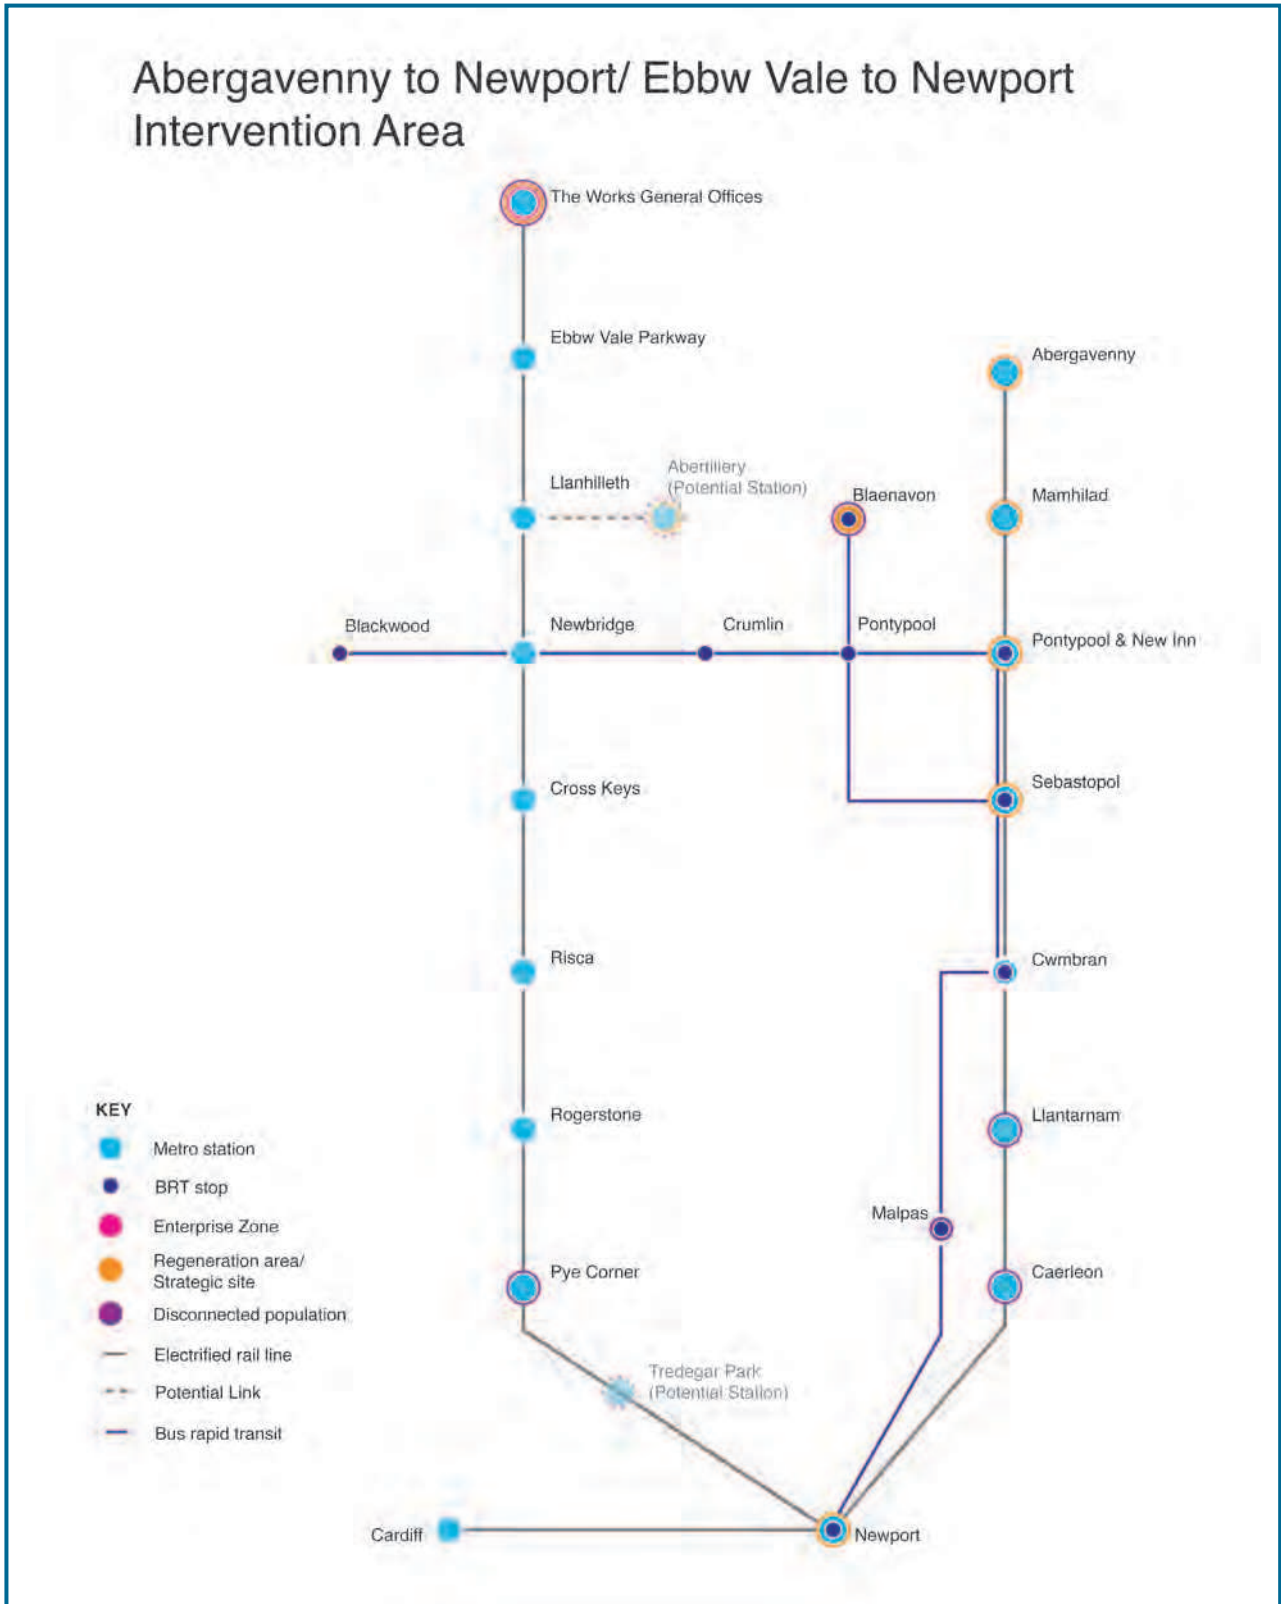 Abergavenny to Newport/ Ebbw Vale to Newport
Intervention Area
The Works General Offices
Ebbw Vale Parkway
Abergavenny
Llanhilleth
Abertillery
(Potential Station)
Blaenavon
Mamhilad
Blackwood
Newbridge
Crumlin
Pontypool
Pontypool & New Inn
Cross Keys
Sebastopol
Risca
Cwmbran
Rogerstone
Llantarnam
Malpas
Pye Corner
Caerleon
Tredegar Park
(Potential Station)
Cardiff
Newport
KEY
Metro station
BRT stop
Enterprise Zone
Regeneration area/
Strategic site
Disconnected population
Electrified rail line
Potential Link
Bus rapid transit